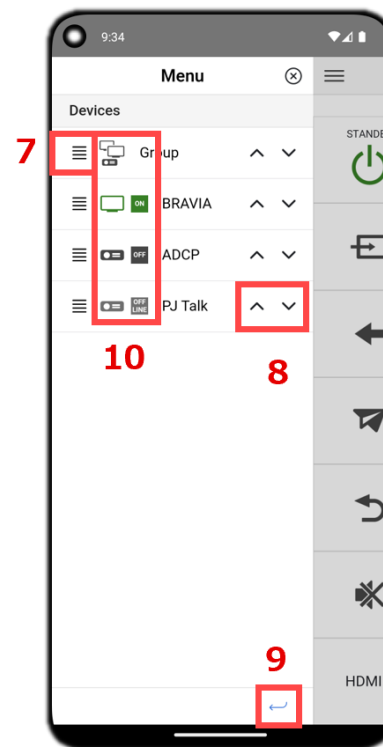 9:34
Menu
Devices
STANDB
7
Group
ON BRAVIA
OFF ADCP
OFF
LINE PJ Talk
10
8
9
HDMI